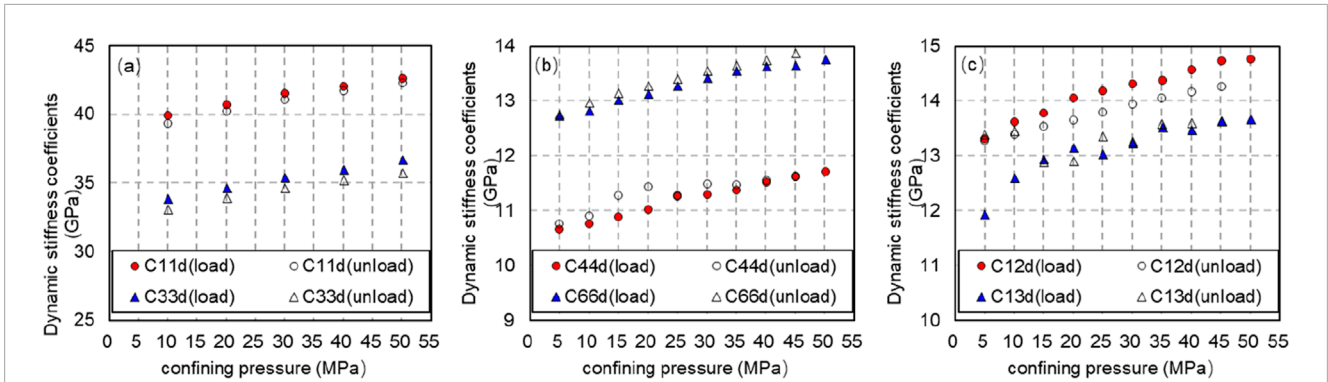 (a)
45
40
35
30
25
Dynamic stiffness coefficients
(GPa)
C11d(load) C11d(unload)
C33d(load) C33d(unload)
0 5 10 15 20 25 30 35 40 45 50 55
confining pressure (MPa)
(b)
14
13
12
11
10
9
Dynamic stiffness coefficients
(GPa)
C44d(load) C44d(unload)
C66d(load) C66d(unload)
0 5 10 15 20 25 30 35 40 45 50 55
confining pressure (MPa)
(c)
15
14
13
12
11
10
Dynamic stiffness coefficients
(GPa)
C12d(load) C12d(unload)
C13d(load) C13d(unload)
0 5 10 15 20 25 30 35 40 45 50 55
confining pressure (MPa)